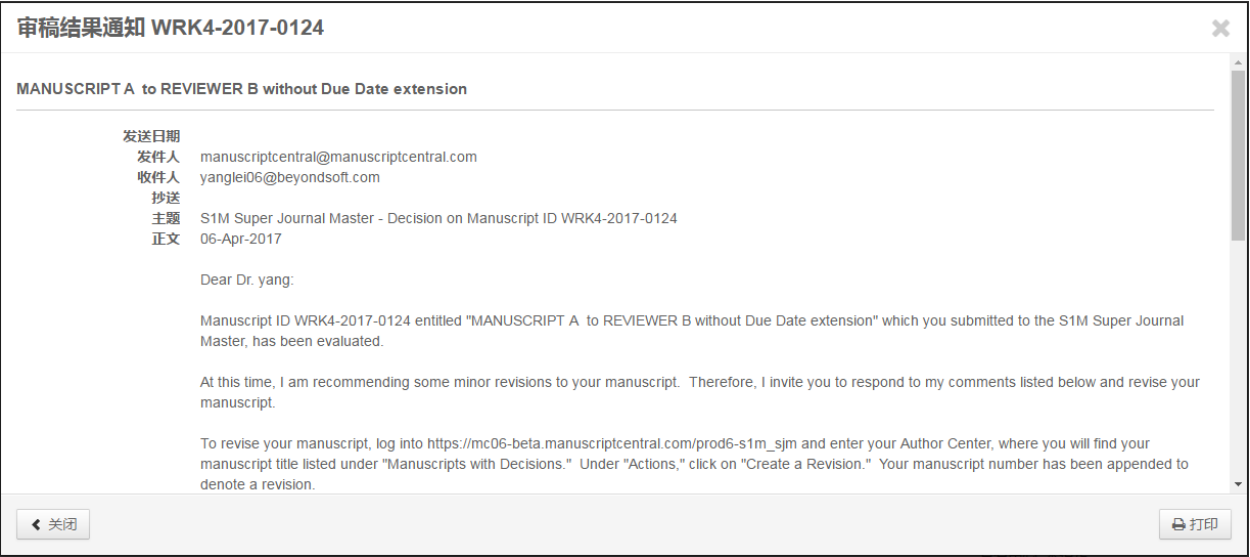 审稿结果通知 WRK4-2017-0124
MANUSCRIPT A  to REVIEWER B without Due Date extension
发送日期
发件人 manuscriptcentral@manuscriptcentral.com
收件人 yanglei06@beyondsoft.com
抄送
主题 S1M Super Journal Master - Decision on Manuscript ID WRK4-2017-0124
正文 06-Apr-2017
Dear Dr. yang:
Manuscript ID WRK4-2017-0124 entitled "MANUSCRIPT A  to REVIEWER B without Due Date extension" which you submitted to the S1M Super Journal
Master, has been evaluated.
At this time, I am recommending some minor revisions to your manuscript.  Therefore, I invite you to respond to my comments listed below and revise your
manuscript.
To revise your manuscript, log into https://mc06-beta.manuscriptcentral.com/prod6-s1m_sjm and enter your Author Center, where you will find your
manuscript title listed under "Manuscripts with Decisions."  Under "Actions," click on "Create a Revision."  Your manuscript number has been appended to
denote a revision.
关闭
打印